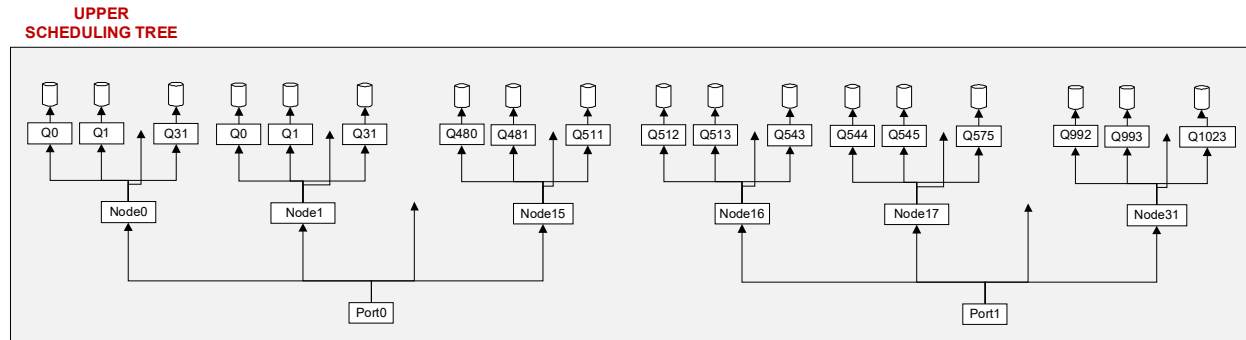 UPPER
SCHEDULING TREE
Q0 Q1 Q31 Q0 Q1 Q31 Q480 Q481 Q511 Q512 Q513 Q543 Q544 Q545 Q575 Q992 Q993 Q1023
Node0 Node1 Node15 Node16 Node17 Node31
Port0 Port1